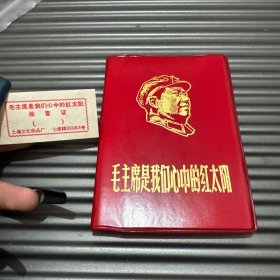 毛主席是我们心中的红太阳
检查证
( )
上海文化用品厂
毛主席是我们心中的红太阳